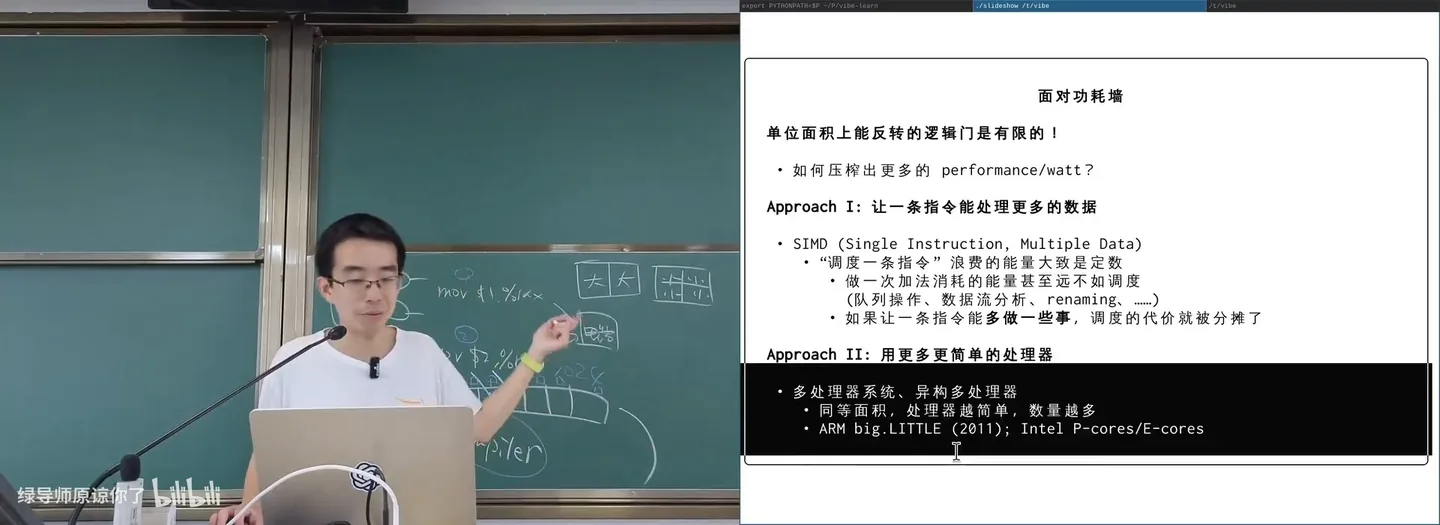 export PYTHONPATH=$P ~/P/vibe-learn
./slideshow /t/vibe
/t/vibe
面对功耗墙
单位面积上能反转的逻辑门是有限的！
• 如何压榨出更多的 performance/watt？
Approach I: 让一条指令能处理更多的数据
• SIMD (Single Instruction, Multiple Data)
• “调度一条指令” 浪费的能量大致是定数
• 做一次加法消耗的能量甚至远不如调度
(队列操作、数据流分析、renaming、……)
• 如果让一条指令能多做一些事，调度的代价就被分摊了
Approach II: 用更多更简单的处理器
• 多处理器系统、异构多处理器
• 同等面积，处理器越简单，数量越多
• ARM big.LITTLE (2011); Intel P-cores/E-cores
大 大
mov $1, %rax
绿导师原谅你了 bilibili